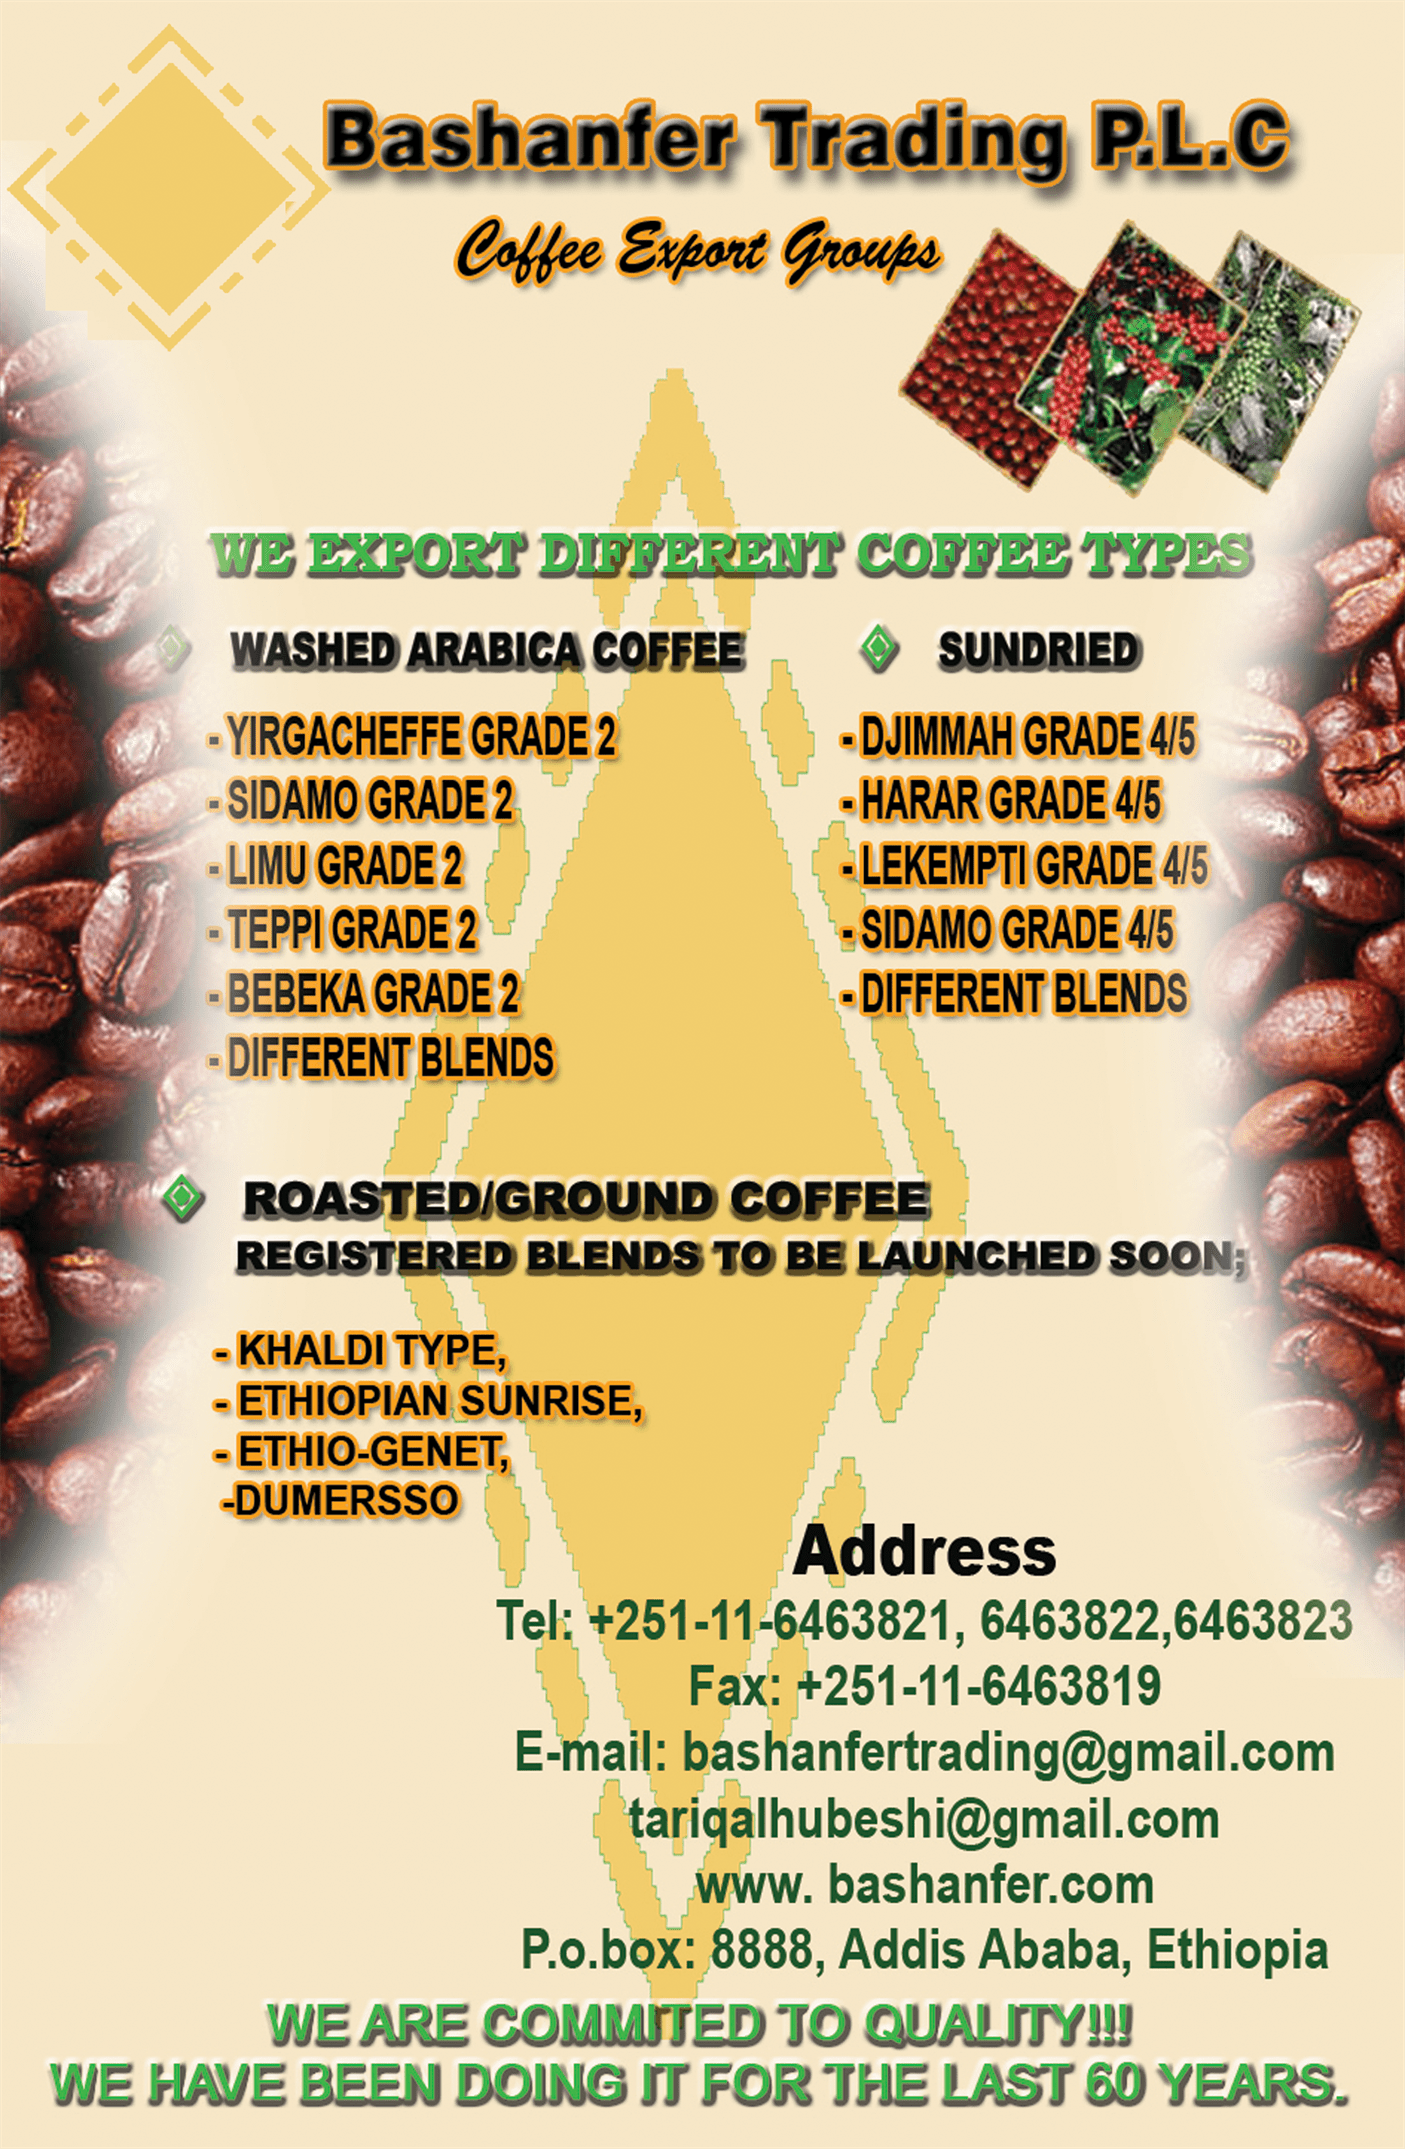 Bashanfer Trading P.L.C
Coffee Export Groups
WE EXPORT DIFFERENT COFFEE TYPES
WASHED ARABICA COFFEE
- YIRGACHEFFE GRADE 2
- SIDAMO GRADE 2
- LIMU GRADE 2
- TEPPI GRADE 2
- BEBEKA GRADE 2
- DIFFERENT BLENDS
SUNDRIED
- DJIMMAH GRADE 4/5
- HARAR GRADE 4/5
- LEKEMPTI GRADE 4/5
- SIDAMO GRADE 4/5
- DIFFERENT BLENDS
ROASTED/GROUND COFFEE
REGISTERED BLENDS TO BE LAUNCHED SOON;
- KHALDI TYPE,
- ETHIOPIAN SUNRISE,
- ETHIO-GENET,
-DUMERSSO
Address
Tel: +251-11-6463821, 6463822,6463823
Fax: +251-11-6463819
E-mail: bashanfertrading@gmail.com
tariqalhubeshi@gmail.com
www. bashanfer.com
P.o.box: 8888, Addis Ababa, Ethiopia
WE ARE COMMITED TO QUALITY!!!
WE HAVE BEEN DOING IT FOR THE LAST 60 YEARS.